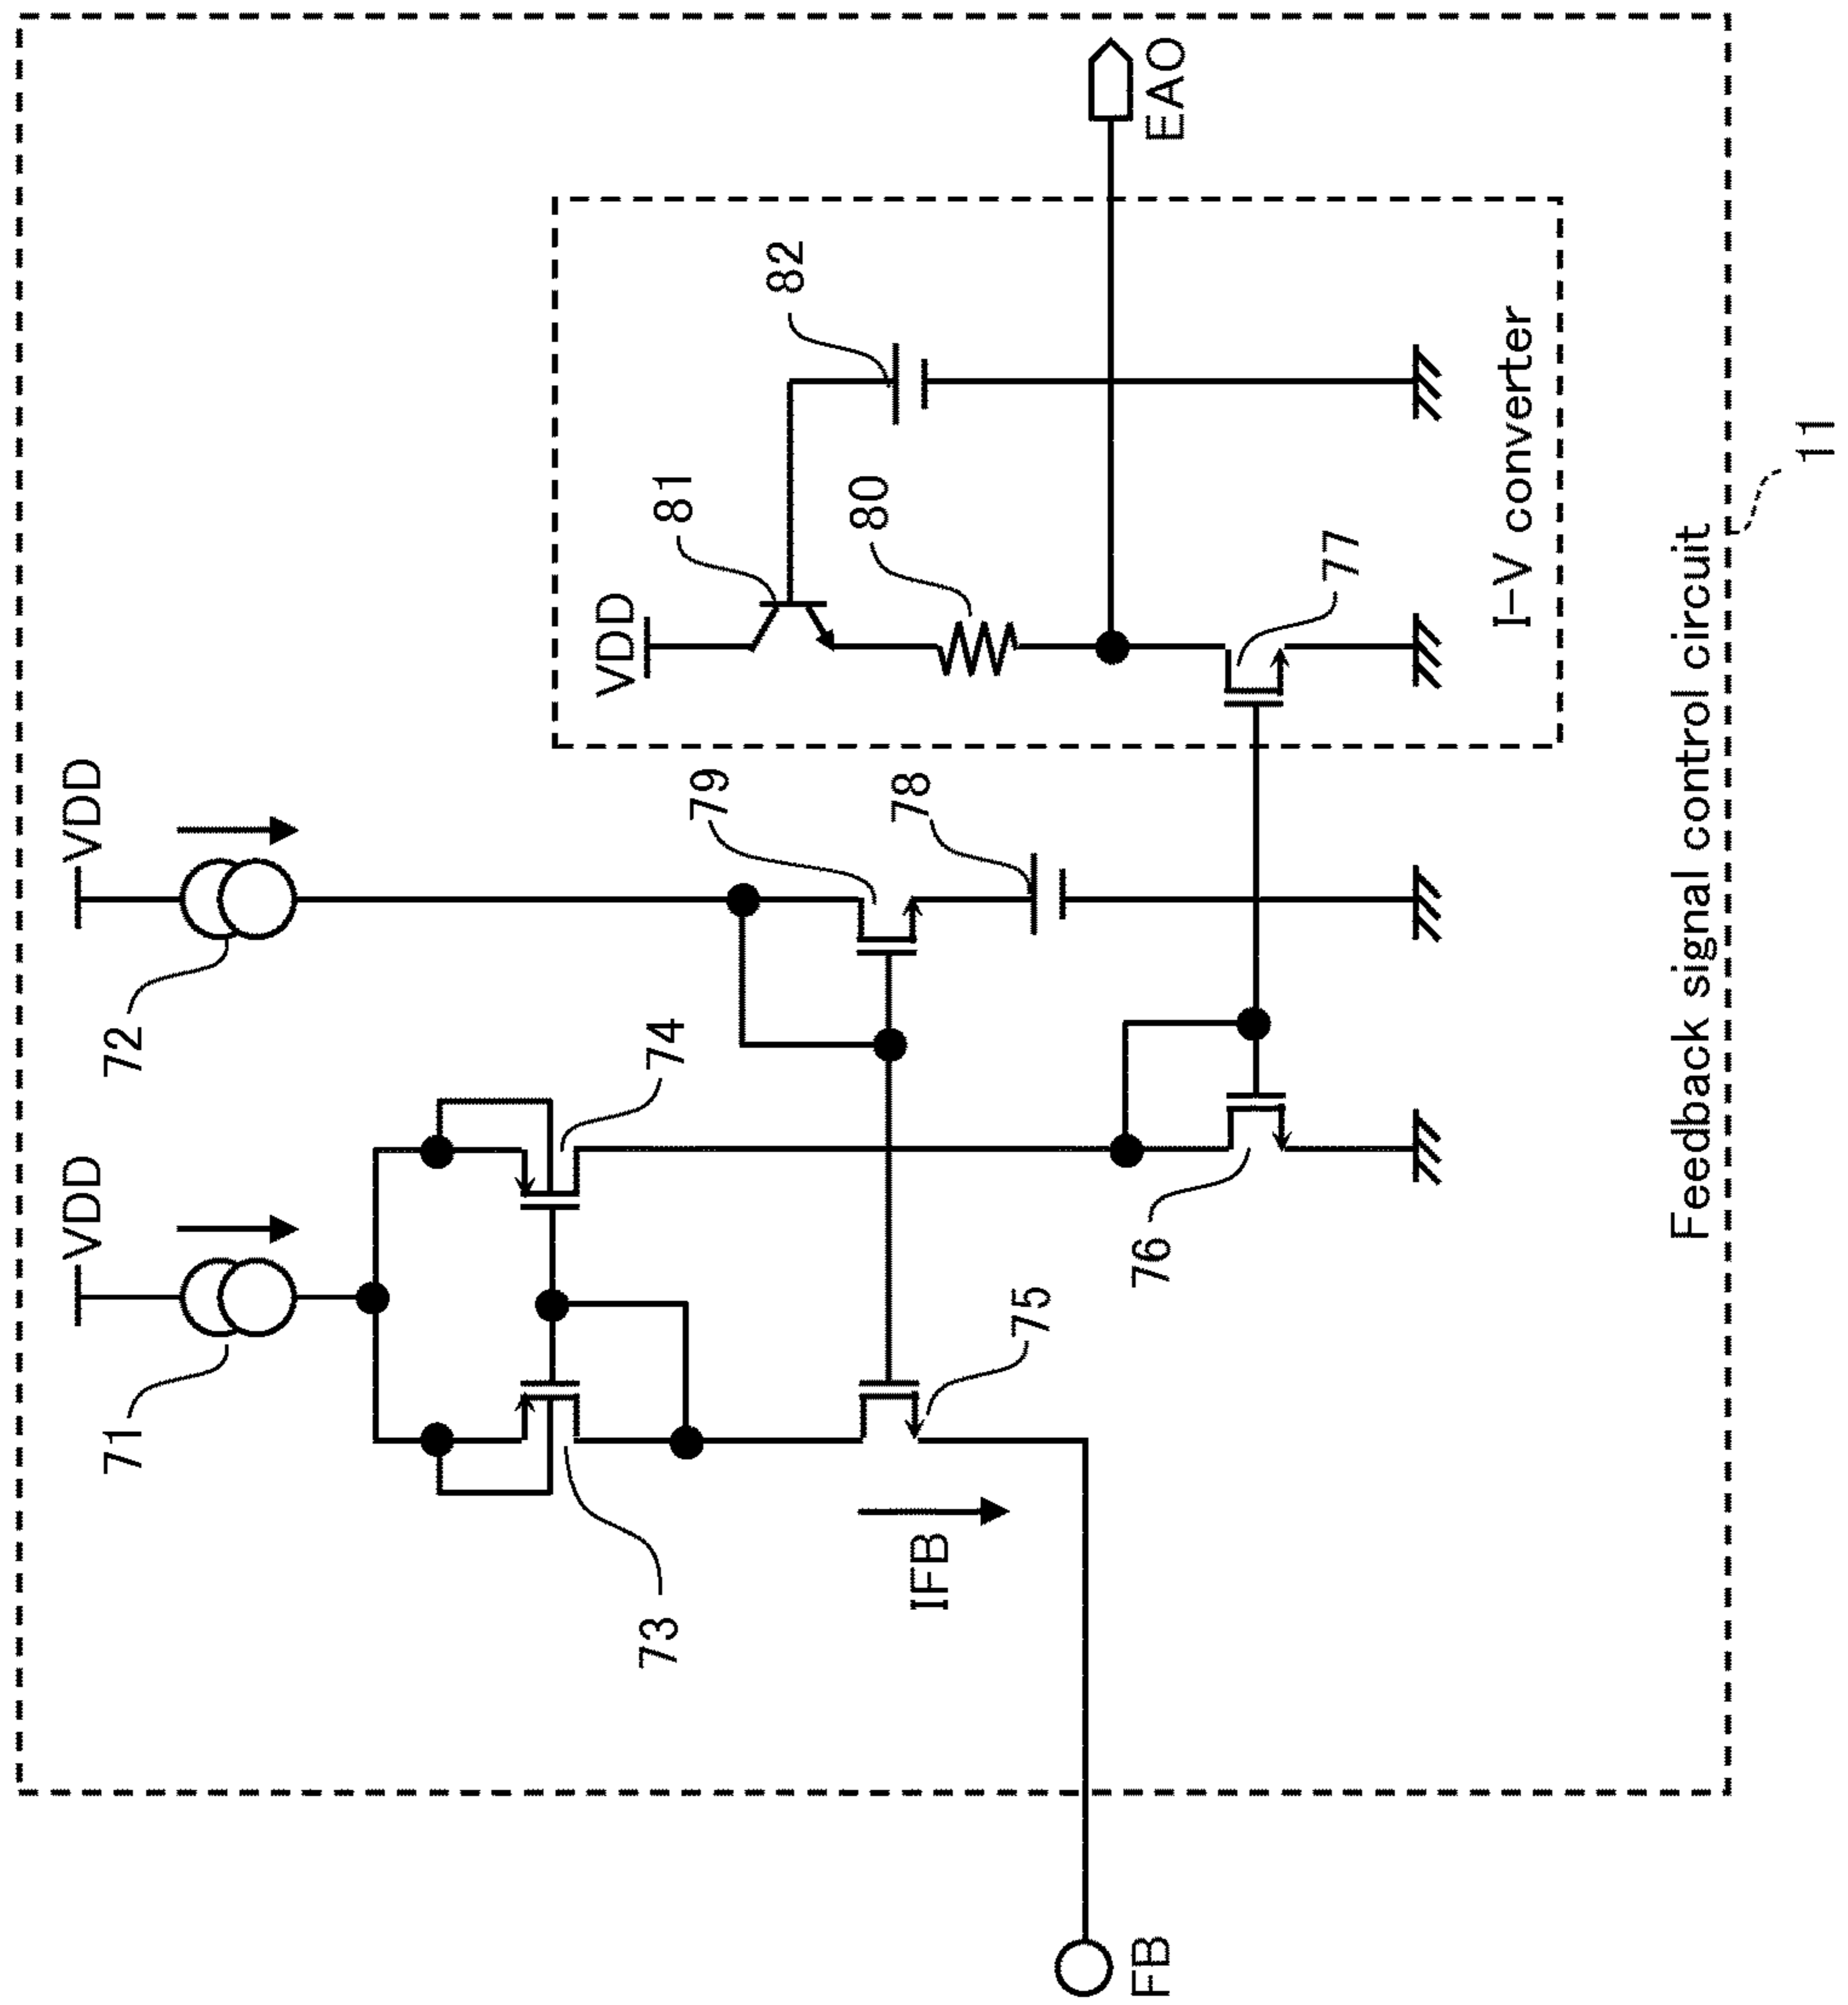 VDD
71
VDD
72
73
74
IFB
75
79
78
76
VDD
81
82
80
77
I-V converter
EAO
FB
Feedback signal control circuit
11